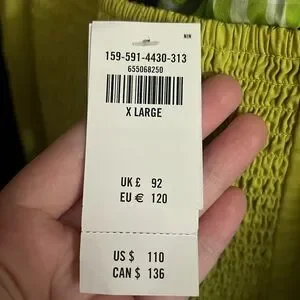 159-591-4430-313
655068250
X LARGE
UK £ 92
EU € 120
US $ 110
CAN $ 136